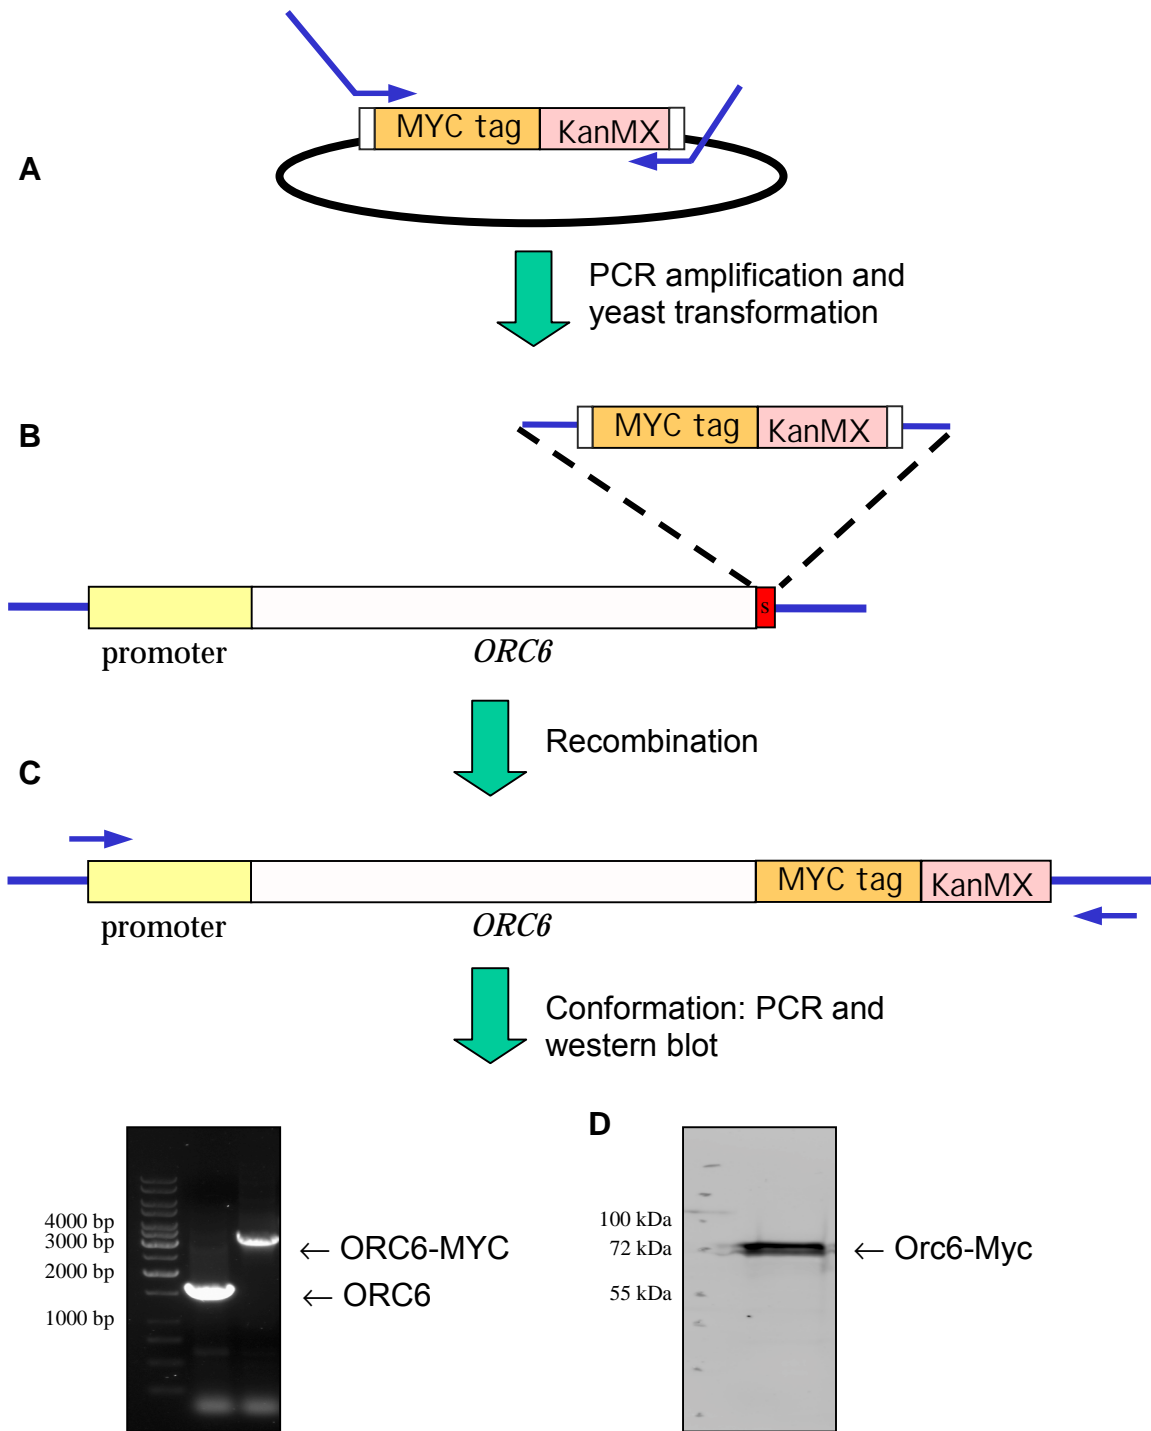 A
MYC tag
KanMX
PCR amplification and
yeast transformation
B
MYC tag
KanMX
s
promoter
ORC6
Recombination
C
MYC tag
KanMX
promoter
ORC6
Conformation: PCR and
western blot
4000 bp
3000 bp
2000 bp
1000 bp
← ORC6-MYC
← ORC6
D
100 kDa
72 kDa
55 kDa
← Orc6-Myc